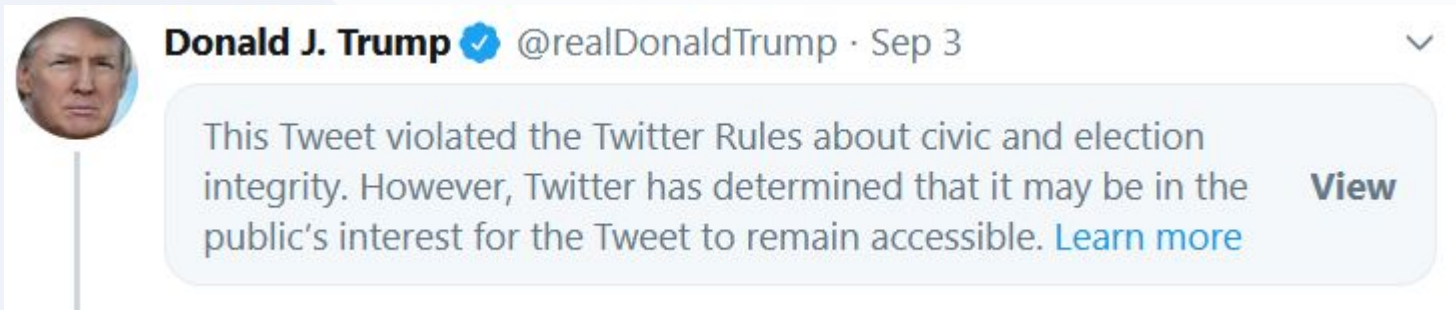 Donald J. Trump @realDonaldTrump · Sep 3
This Tweet violated the Twitter Rules about civic and election
integrity. However, Twitter has determined that it may be in the View
public's interest for the Tweet to remain accessible. Learn more